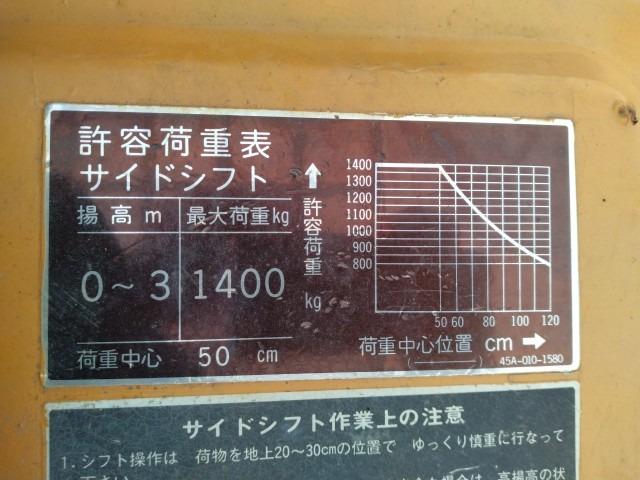 許容荷重表
サイドシフト
揚高m 最大荷重kg
0～3 1400
荷重中心 50 cm
↑
許容荷重 kg
1400
1300
1200
1100
1000
900
800
50 60 80 100 120
荷重中心位置 cm →
45A-010-1580
サイドシフト作業上の注意
1. シフト操作は 荷物を地上20～30cmの位置で ゆっくり慎重に行なって